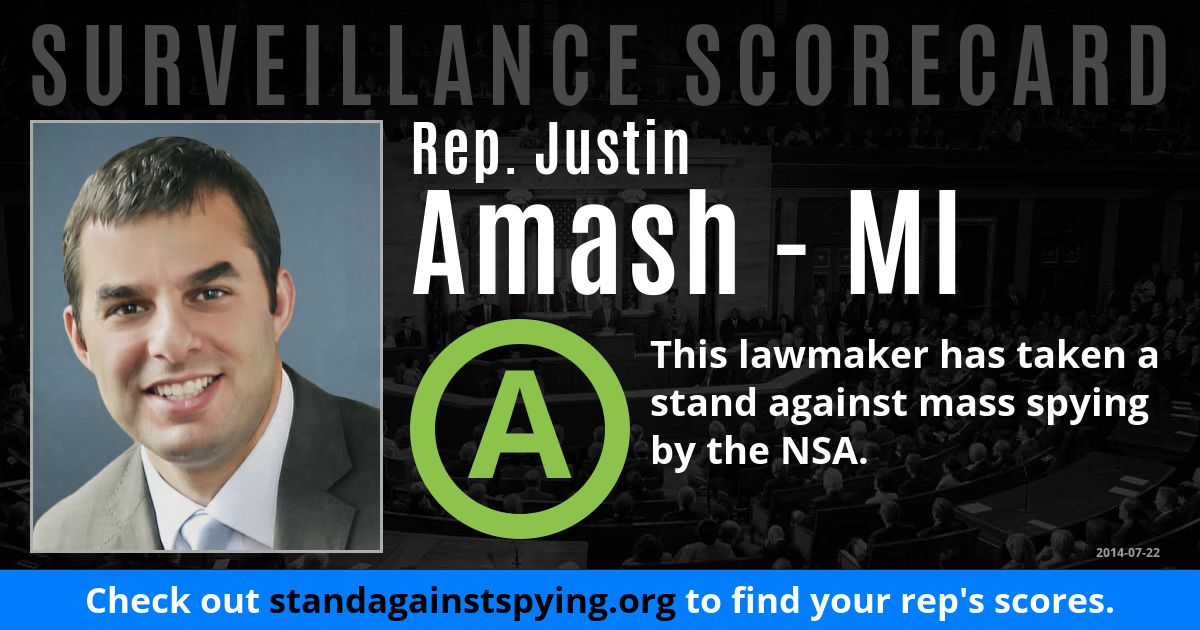 SURVEILLANCE SCORECARD
Rep. Justin
Amash - MI
A
This lawmaker has taken a
stand against mass spying
by the NSA.
2014-07-22
Check out standagainstspying.org to find your rep's scores.